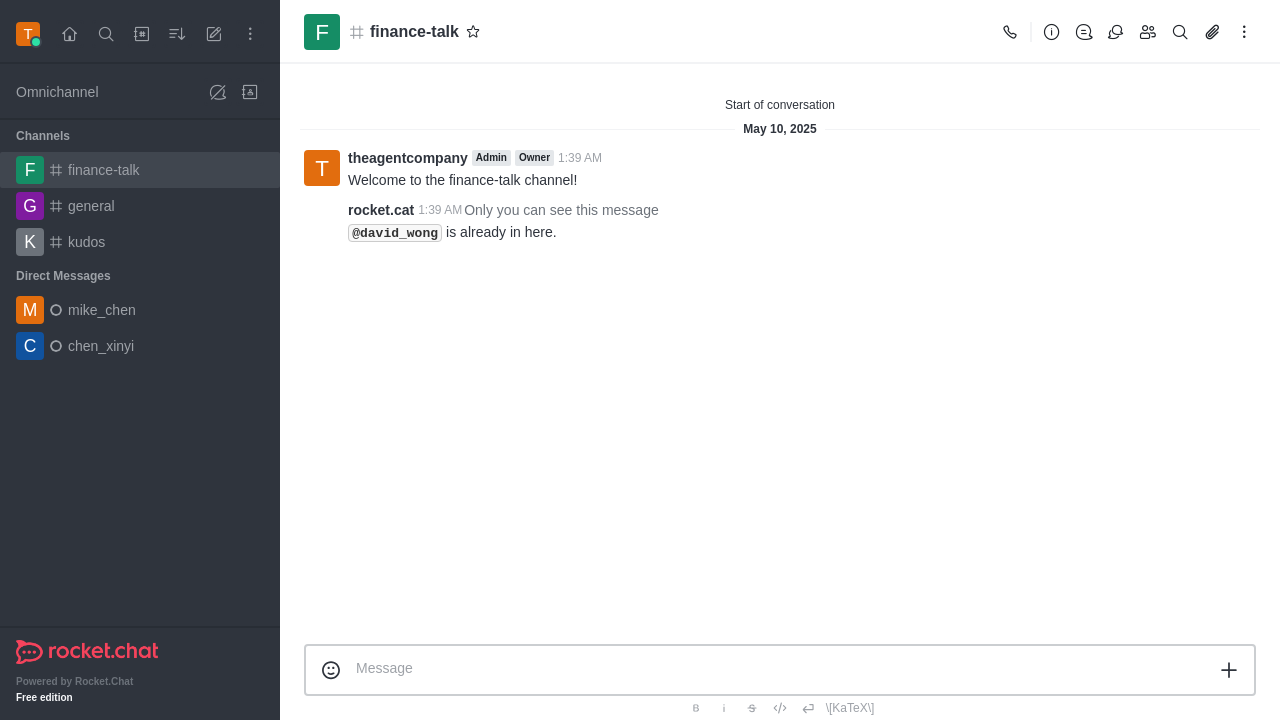 T
Omnichannel
Channels
F finance-talk
G general
K kudos
Direct Messages
M mike_chen
C chen_xinyi
rocket.chat
Powered by Rocket.Chat
Free edition
F finance-talk
Start of conversation
May 10, 2025
T theagentcompany Admin Owner 1:39 AM
Welcome to the finance-talk channel!
rocket.cat 1:39 AM Only you can see this message
@david_wong is already in here.
Message
B i S </> \[KaTeX\]